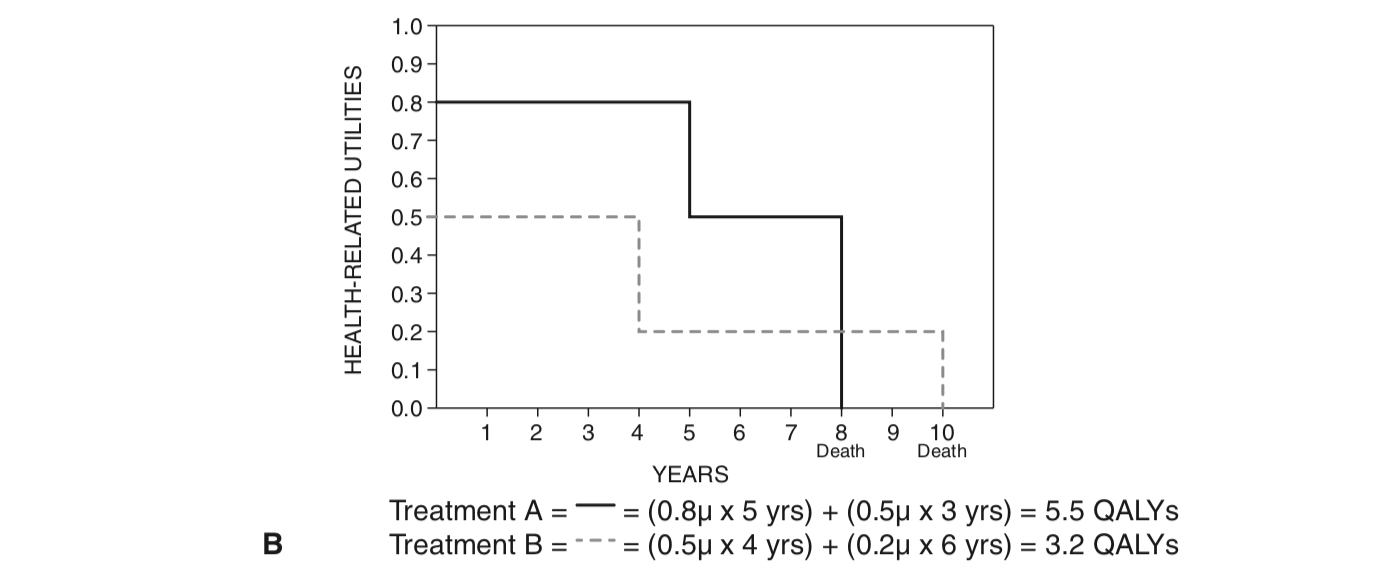 HEALTH-RELATED UTILITIES
1.0
0.9
0.8
0.7
0.6
0.5
0.4
0.3
0.2
0.1
0.0
1 2 3 4 5 6 7 8 9 10
Death Death
YEARS
Treatment A = = (0.8µ x 5 yrs) + (0.5µ x 3 yrs) = 5.5 QALYs
B Treatment B = = (0.5µ x 4 yrs) + (0.2µ x 6 yrs) = 3.2 QALYs